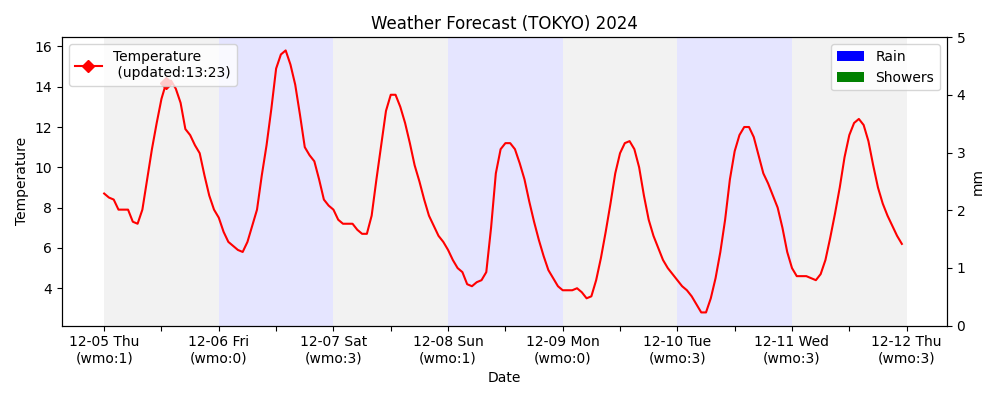 Weather Forecast (TOKYO) 2024
Temperature
(updated:13:23)
Rain
Showers
16
14
12
10
8
6
4
Temperature
5
4
3
2
1
0
mm
12-05 Thu 12-06 Fri 12-07 Sat 12-08 Sun 12-09 Mon 12-10 Tue 12-11 Wed 12-12 Thu
(wmo:1) (wmo:0) (wmo:3) (wmo:1) (wmo:0) (wmo:3) (wmo:3) (wmo:3)
Date